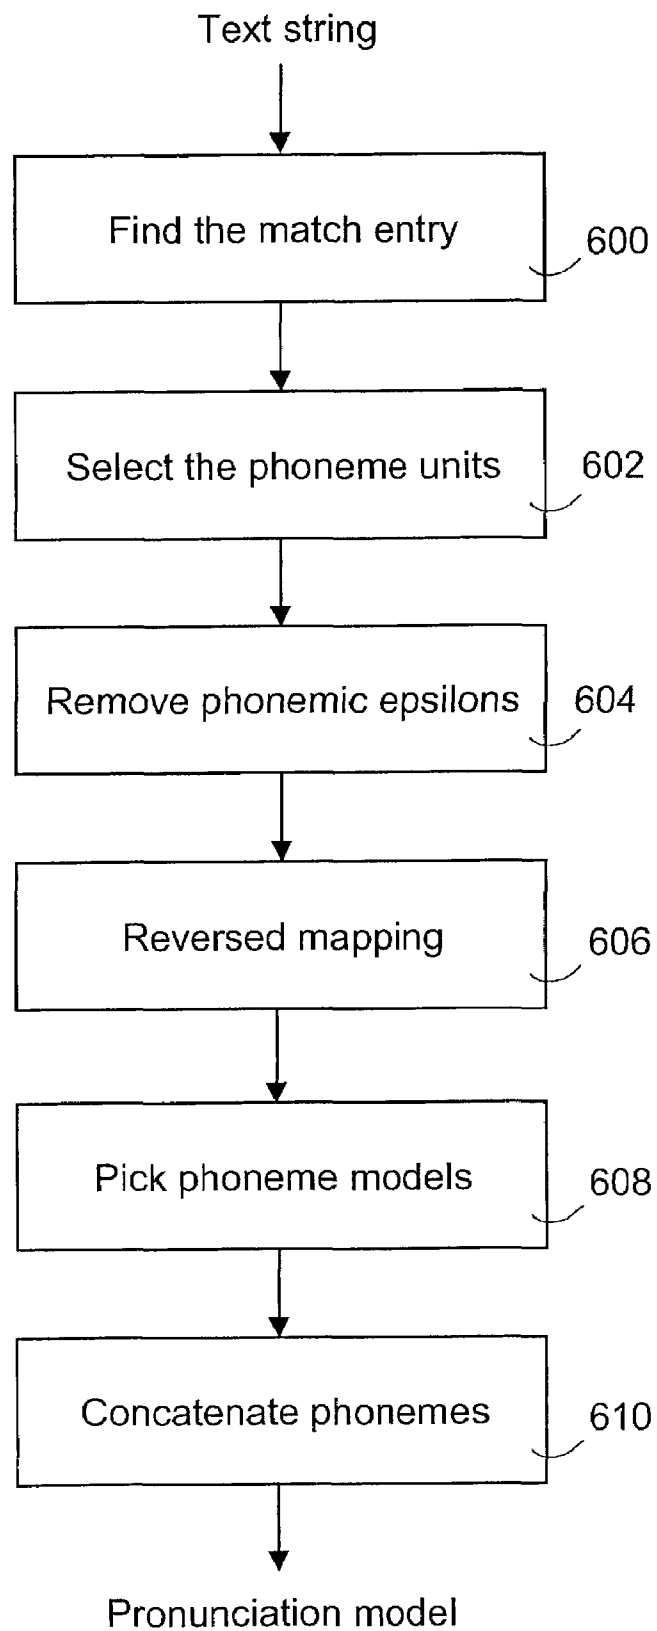 Text string
Find the match entry
600
Select the phoneme units
602
Remove phonemic epsilons
604
Reversed mapping
606
Pick phoneme models
608
Concatenate phonemes
610
Pronunciation model